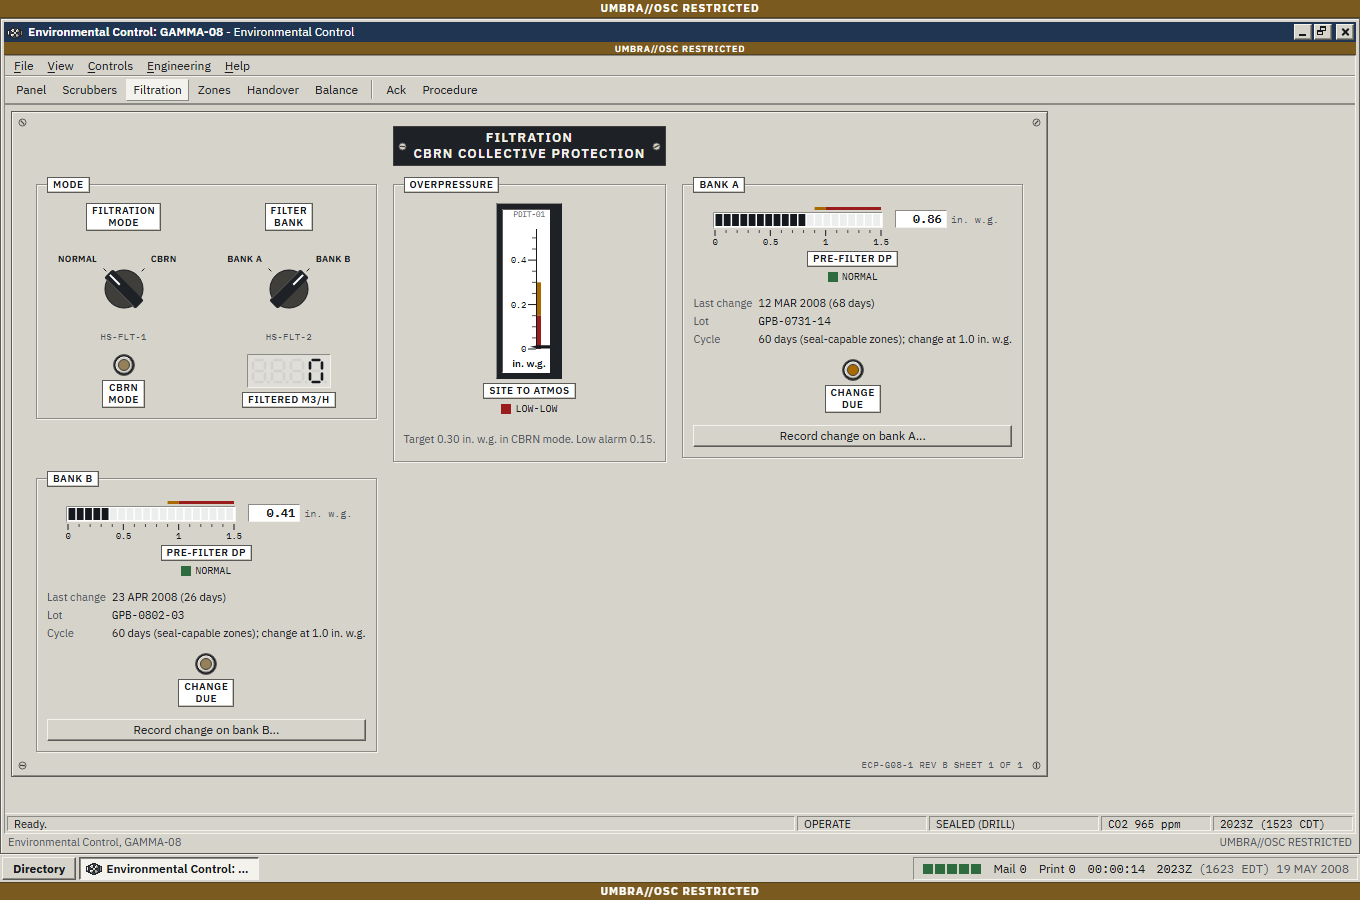 UMBRA//OSC RESTRICTED
Environmental Control: GAMMA-08 - Environmental Control
UMBRA//OSC RESTRICTED
File View Controls Engineering Help
Panel Scrubbers Filtration Zones Handover Balance Ack Procedure
FILTRATION
CBRN COLLECTIVE PROTECTION
MODE
FILTRATION
MODE
FILTER
BANK
NORMAL CBRN
BANK A BANK B
HS-FLT-1
HS-FLT-2
CBRN
MODE
0
FILTERED M3/H
OVERPRESSURE
PDIT-01
0.4
0.2
0
in. w.g.
SITE TO ATMOS
LOW-LOW
Target 0.30 in. w.g. in CBRN mode. Low alarm 0.15.
BANK A
0.86 in. w.g.
0 0.5 1 1.5
PRE-FILTER DP
NORMAL
Last change 12 MAR 2008 (68 days)
Lot GPB-0731-14
Cycle 60 days (seal-capable zones); change at 1.0 in. w.g.
CHANGE
DUE
Record change on bank A...
BANK B
0.41 in. w.g.
0 0.5 1 1.5
PRE-FILTER DP
NORMAL
Last change 23 APR 2008 (26 days)
Lot GPB-0802-03
Cycle 60 days (seal-capable zones); change at 1.0 in. w.g.
CHANGE
DUE
Record change on bank B...
ECP-G08-1 REV B SHEET 1 OF 1
Ready. OPERATE SEALED (DRILL) CO2 965 ppm 2023Z (1523 CDT)
Environmental Control, GAMMA-08 UMBRA//OSC RESTRICTED
Directory Environmental Control: ... Mail 0 Print 0 00:00:14 2023Z (1623 EDT) 19 MAY 2008
UMBRA//OSC RESTRICTED